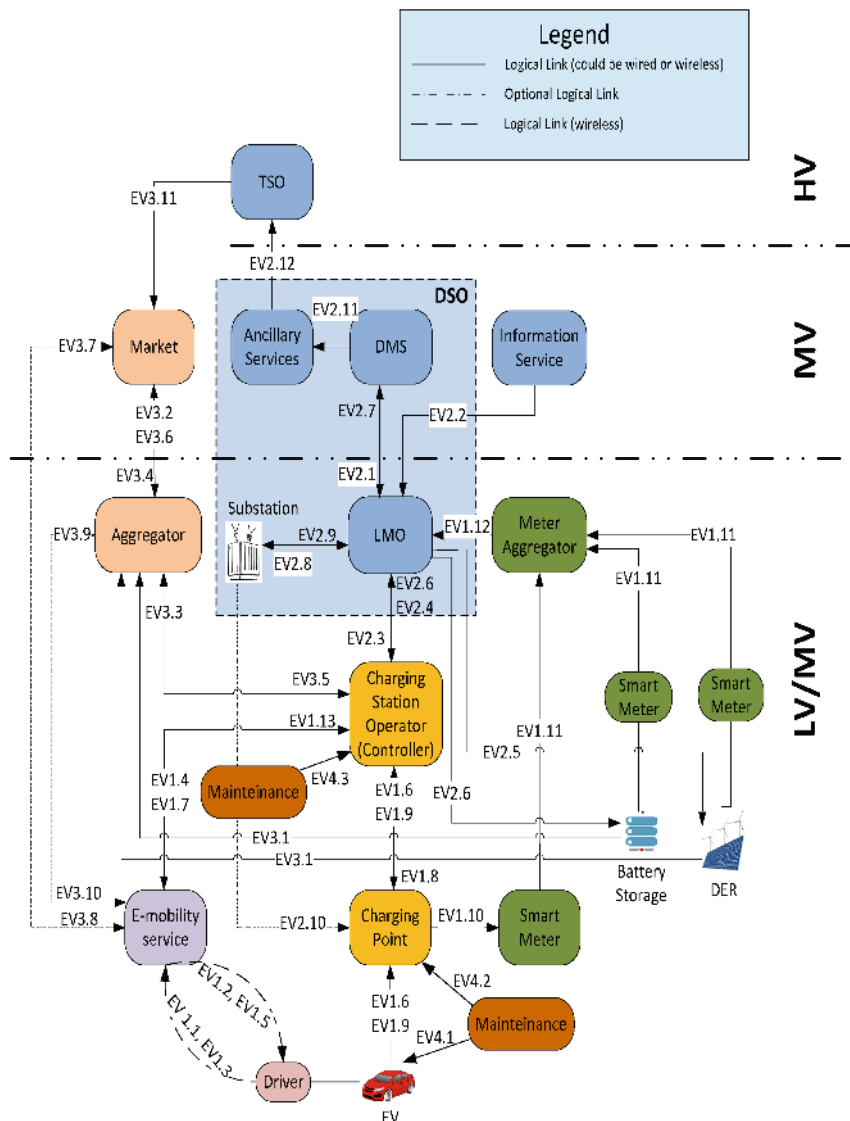 Legend
Logical Link (could be wired or wireless)
Optional Logical Link
Logical Link (wireless)
HV
TSO
EV3.11
EV2.12
DSO
EV2.11
Ancillary
Services
DMS
Information
Service
MV
EV3.7
Market
EV3.2
EV3.6
EV2.7
EV2.2
EV3.4
EV2.1
Substation
EV3.9
Aggregator
EV2.9
EV2.8
LMO
EV1.12
Meter
Aggregator
EV1.11
EV1.11
EV2.6
EV2.4
EV3.3
EV2.3
LV/MV
EV3.5
Charging
Station
Operator
(Controller)
Smart
Meter
Smart
Meter
EV1.13
EV1.11
EV2.5
EV1.4
EV1.7
Mainteinance
EV4.3
EV1.6
EV1.9
EV2.6
EV3.1
EV3.1
Battery
Storage
DER
EV1.8
EV3.10
EV3.8
E-mobility
service
EV2.10
Charging
Point
EV1.10
Smart
Meter
EV1.2, EV1.5
EV 1.1, EV1.3
EV4.2
EV1.6
EV1.9
EV4.1
Mainteinance
Driver
EV